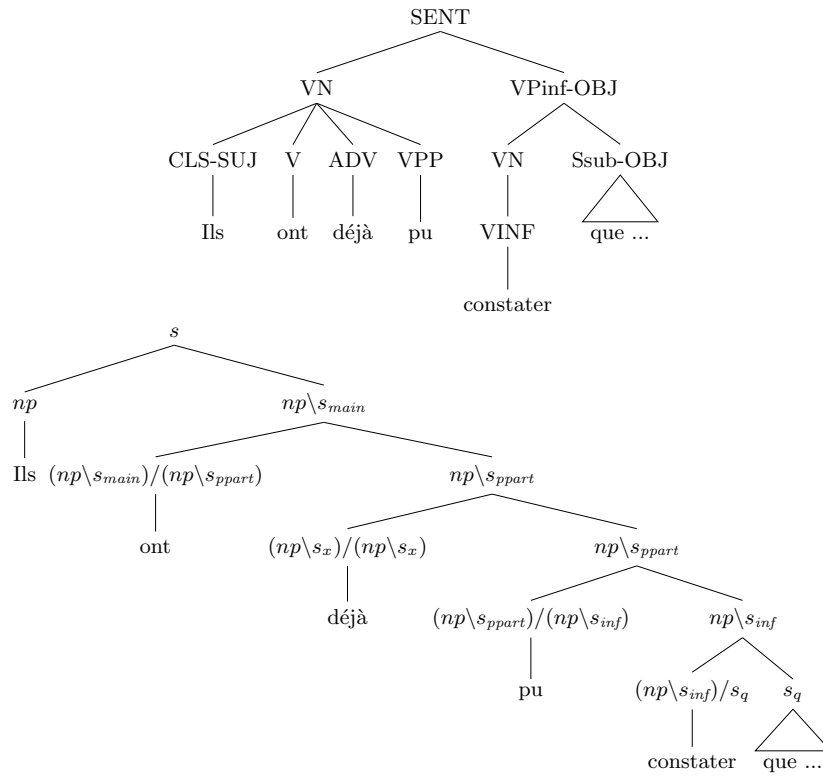 SENT
VN VPinf-OBJ
CLS-SUJ V ADV VPP VN Ssub-OBJ
Ils ont déjà pu VINF que ...
constater
s
np np\s_main
Ils (np\s_main)/(np\s_ppart) np\s_ppart
ont (np\s_x)/(np\s_x) np\s_ppart
déjà (np\s_ppart)/(np\s_inf) np\s_inf
pu (np\s_inf)/s_q s_q
constater que ...